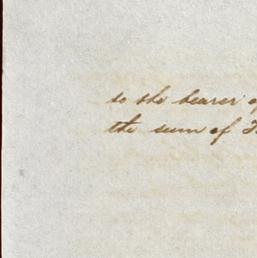 to the bearer of
the sum of